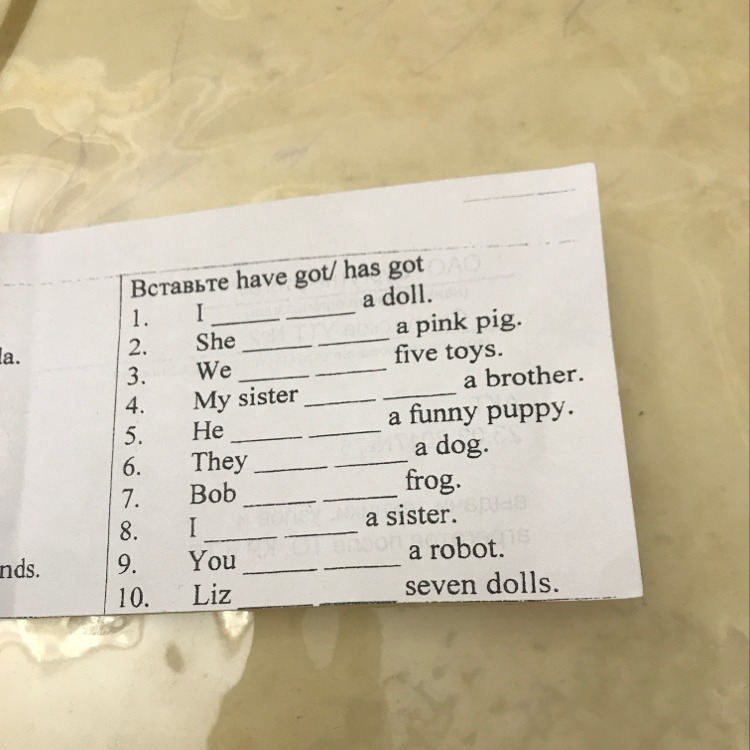 la.
nds.
Вставьте have got/ has got
1. I __________ a doll.
2. She _____ _____ a pink pig.
3. We _____ _____ five toys.
4. My sister _____ _____ a brother.
5. He _____ _____ a funny puppy.
6. They _____ _____ a dog.
7. Bob _____ _____ frog.
8. I _____ _____ a sister.
9. You _____ _____ a robot.
10. Liz _____ _____ seven dolls.